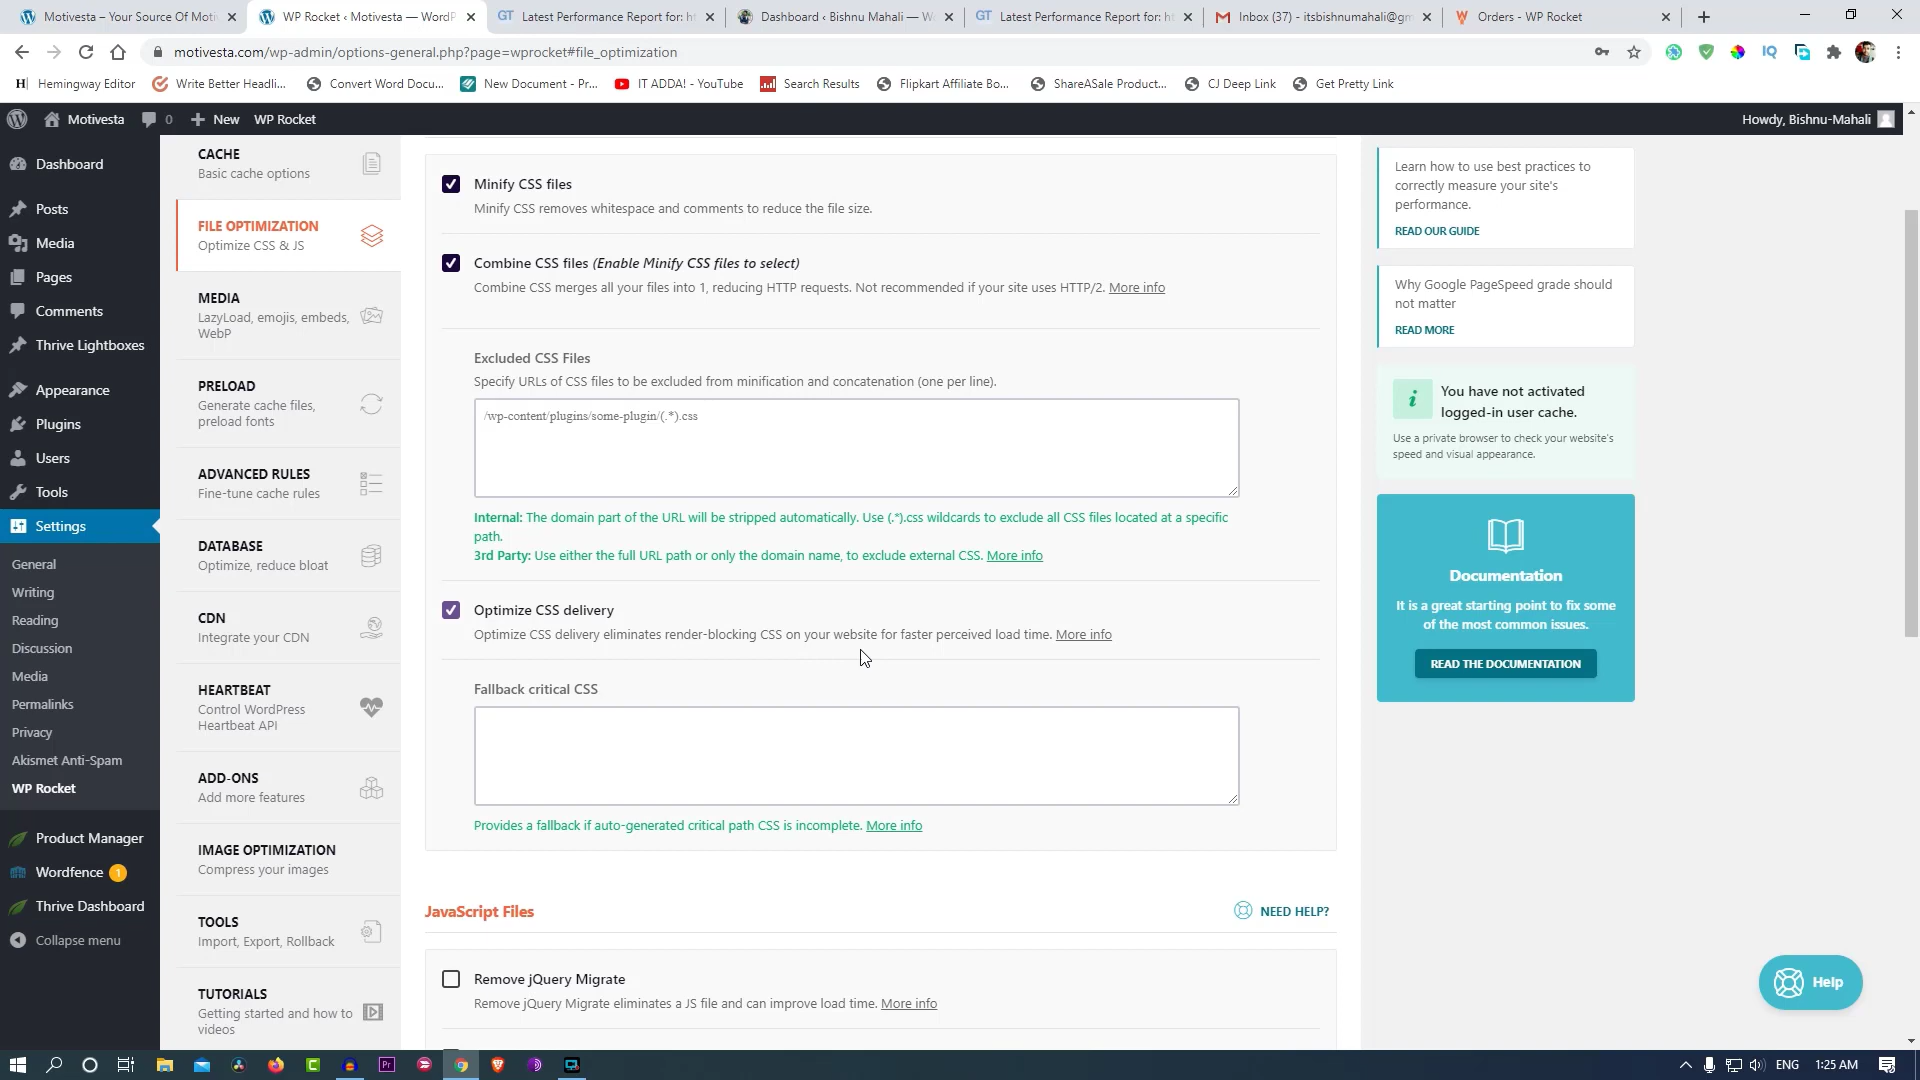 Motivesta – Your Source Of Moti
WP Rocket ‹ Motivesta — WordP
Latest Performance Report for: ht
Dashboard ‹ Bishnu Mahali — W
Latest Performance Report for: ht
Inbox (37) - itsbishnumahali@gm
Orders - WP Rocket
motivesta.com/wp-admin/options-general.php?page=wprocket#file_optimization
Hemingway Editor
Write Better Headli...
Convert Word Docu...
New Document - Pr...
IT ADDA! - YouTube
Search Results
Flipkart Affiliate Bo...
ShareASale Product...
CJ Deep Link
Get Pretty Link
Motivesta
0
New
WP Rocket
Howdy, Bishnu-Mahali
Dashboard
Posts
Media
Pages
Comments
Thrive Lightboxes
Appearance
Plugins
Users
Tools
Settings
General
Writing
Reading
Discussion
Media
Permalinks
Privacy
Akismet Anti-Spam
WP Rocket
Product Manager
Wordfence 1
Thrive Dashboard
Collapse menu
CACHE
Basic cache options
FILE OPTIMIZATION
Optimize CSS & JS
MEDIA
LazyLoad, emojis, embeds,
WebP
PRELOAD
Generate cache files,
preload fonts
ADVANCED RULES
Fine-tune cache rules
DATABASE
Optimize, reduce bloat
CDN
Integrate your CDN
HEARTBEAT
Control WordPress
Heartbeat API
ADD-ONS
Add more features
IMAGE OPTIMIZATION
Compress your images
TOOLS
Import, Export, Rollback
TUTORIALS
Getting started and how to
videos
Minify CSS files
Minify CSS removes whitespace and comments to reduce the file size.
Combine CSS files (Enable Minify CSS files to select)
Combine CSS merges all your files into 1, reducing HTTP requests. Not recommended if your site uses HTTP/2. More info
Excluded CSS Files
Specify URLs of CSS files to be excluded from minification and concatenation (one per line).
/wp-content/plugins/some-plugin/(.*).css
Internal: The domain part of the URL will be stripped automatically. Use (.*).css wildcards to exclude all CSS files located at a specific
path.
3rd Party: Use either the full URL path or only the domain name, to exclude external CSS. More info
Optimize CSS delivery
Optimize CSS delivery eliminates render-blocking CSS on your website for faster perceived load time. More info
Fallback critical CSS
Provides a fallback if auto-generated critical path CSS is incomplete. More info
JavaScript Files
NEED HELP?
Remove jQuery Migrate
Remove jQuery Migrate eliminates a JS file and can improve load time. More info
Learn how to use best practices to
correctly measure your site's
performance.
READ OUR GUIDE
Why Google PageSpeed grade should
not matter
READ MORE
You have not activated
logged-in user cache.
Use a private browser to check your website's
speed and visual appearance.
Documentation
It is a great starting point to fix some
of the most common issues.
READ THE DOCUMENTATION
Help
ENG
1:25 AM